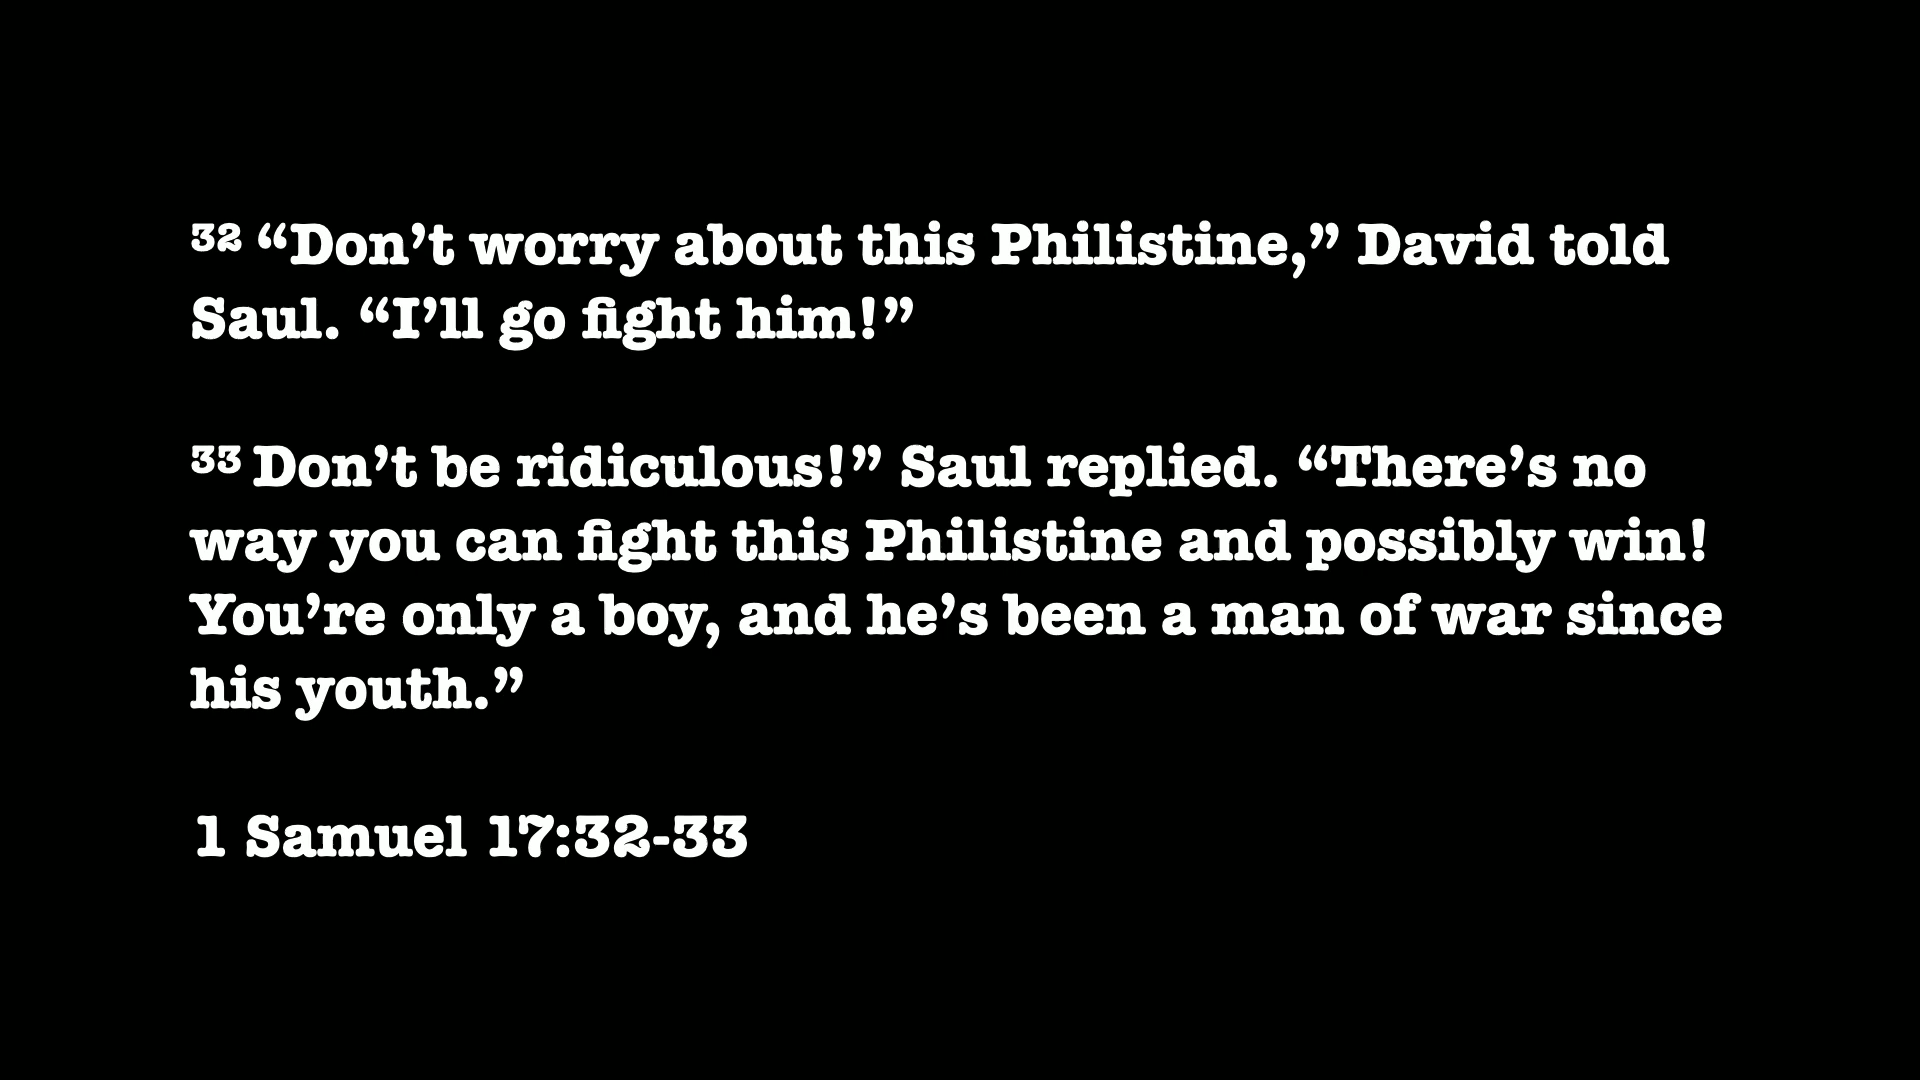 ³² “Don’t worry about this Philistine,” David told
Saul. “I’ll go fight him!”
³³ Don’t be ridiculous!” Saul replied. “There’s no
way you can fight this Philistine and possibly win!
You’re only a boy, and he’s been a man of war since
his youth.”
1 Samuel 17:32-33